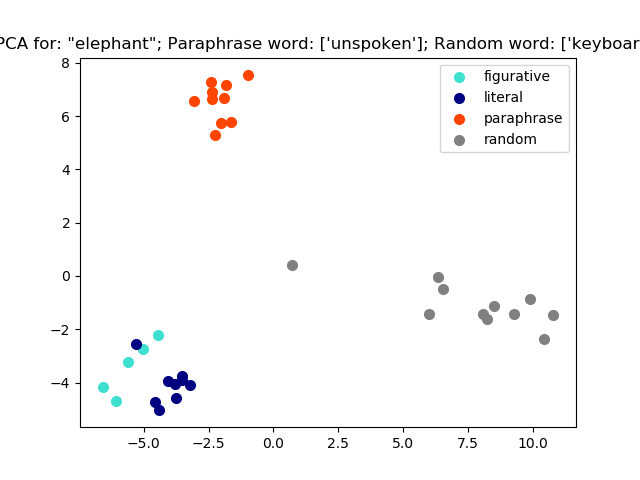 PCA for: "elephant"; Paraphrase word: ['unspoken']; Random word: ['keyboar
figurative
literal
paraphrase
random
8
6
4
2
0
−2
−4
−5.0 −2.5 0.0 2.5 5.0 7.5 10.0